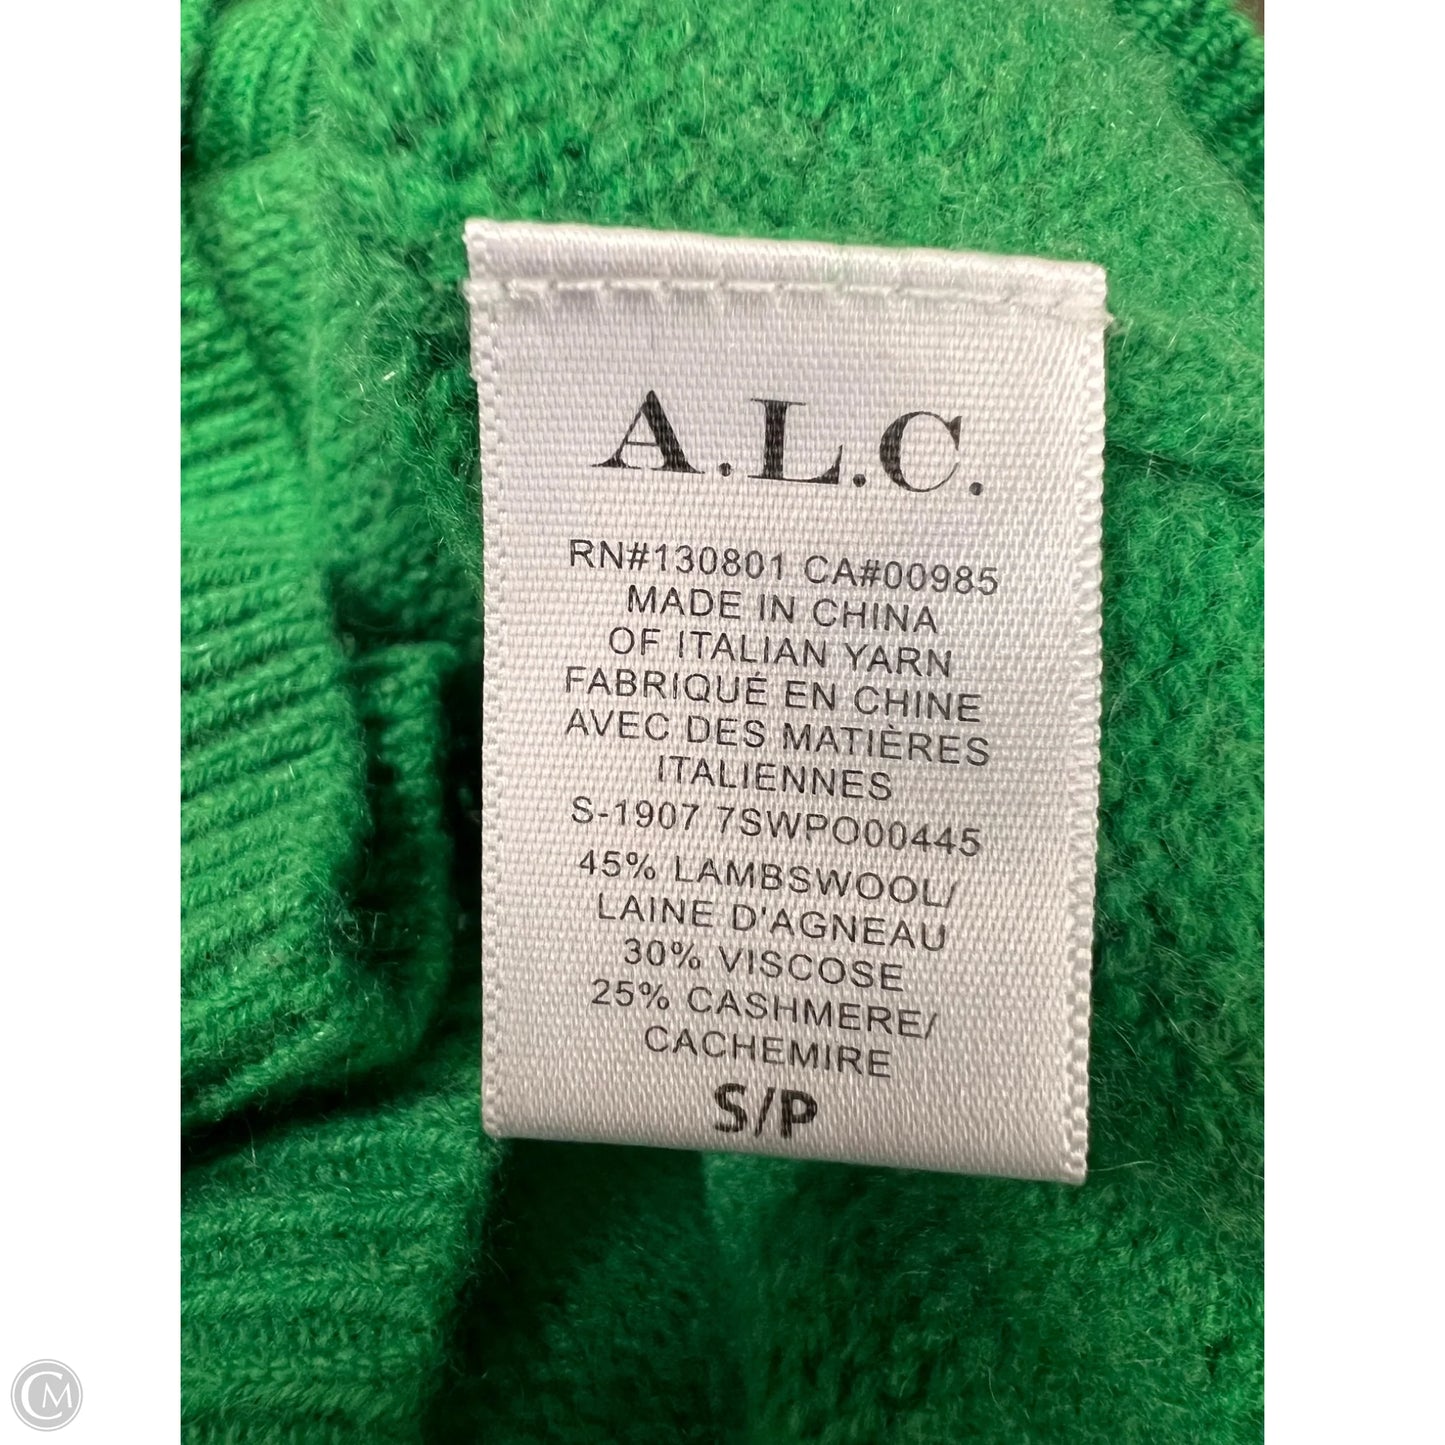 A.L.C.
RN#130801 CA#00985
MADE IN CHINA
OF ITALIAN YARN
FABRIQUÉ EN CHINE
AVEC DES MATIÈRES
ITALIENNES
S-1907 7SWPO00445
45% LAMBSWOOL/
LAINE D'AGNEAU
30% VISCOSE
25% CASHMERE/
CACHEMIRE
S/P
CM